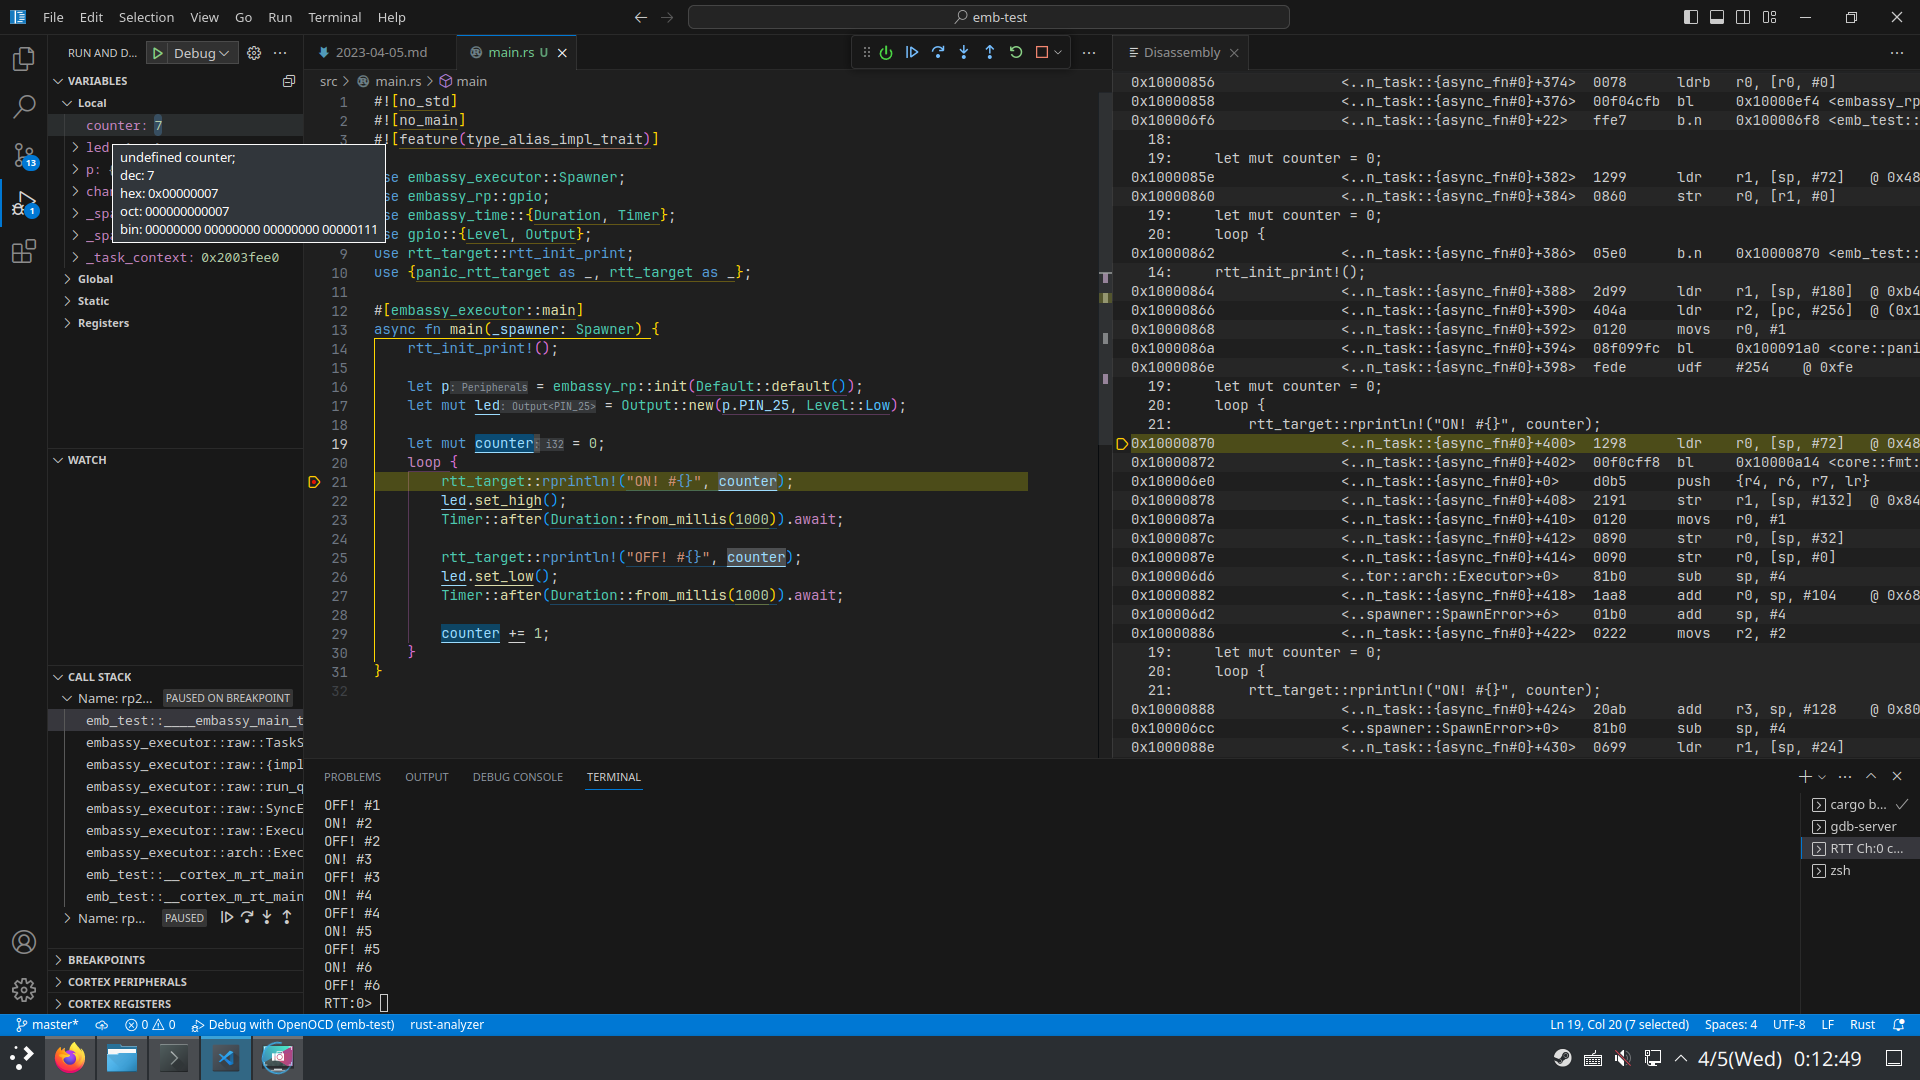 File Edit Selection View Go Run Terminal Help
emb-test
RUN AND D... Debug
VARIABLES
Local
counter: 7
led
p:
_task_context: 0x2003fee0
undefined counter;
dec: 7
hex: 0x00000007
oct: 000000000007
bin: 00000000 00000000 00000000 00000111
Global
Static
Registers
WATCH
CALL STACK
Name: rp2... PAUSED ON BREAKPOINT
emb_test::____embassy_main_t
embassy_executor::raw::TaskS
embassy_executor::raw::{impl
embassy_executor::raw::run_q
embassy_executor::raw::SyncE
embassy_executor::raw::Execu
embassy_executor::arch::Exec
emb_test::__cortex_m_rt_main
emb_test::__cortex_m_rt_main
Name: rp... PAUSED
BREAKPOINTS
CORTEX PERIPHERALS
CORTEX REGISTERS
13
1
2023-04-05.md main.rs U
src > main.rs > main
1 #![no_std]
2 #![no_main]
3 #![feature(type_alias_impl_trait)]
se embassy_executor::Spawner;
se embassy_rp::gpio;
se embassy_time::{Duration, Timer};
se gpio::{Level, Output};
9 use rtt_target::rtt_init_print;
10 use {panic_rtt_target as _, rtt_target as _};
11
12 #[embassy_executor::main]
13 async fn main(_spawner: Spawner) {
14 rtt_init_print!();
15
16 let p: Peripherals = embassy_rp::init(Default::default());
17 let mut led: Output<PIN_25> = Output::new(p.PIN_25, Level::Low);
18
19 let mut counter: i32 = 0;
20 loop {
21 rtt_target::rprintln!("ON! #{}", counter);
22 led.set_high();
23 Timer::after(Duration::from_millis(1000)).await;
24
25 rtt_target::rprintln!("OFF! #{}", counter);
26 led.set_low();
27 Timer::after(Duration::from_millis(1000)).await;
28
29 counter += 1;
30 }
31 }
32
Disassembly
0x10000856 <..n_task::{async_fn#0}+374> 0078 ldrb r0, [r0, #0]
0x10000858 <..n_task::{async_fn#0}+376> 00f04cfb bl 0x10000ef4 <embassy_rp
0x100006f6 <..n_task::{async_fn#0}+22> ffe7 b.n 0x100006f8 <emb_test::
18:
19: let mut counter = 0;
0x1000085e <..n_task::{async_fn#0}+382> 1299 ldr r1, [sp, #72] @ 0x48
0x10000860 <..n_task::{async_fn#0}+384> 0860 str r0, [r1, #0]
19: let mut counter = 0;
20: loop {
0x10000862 <..n_task::{async_fn#0}+386> 05e0 b.n 0x10000870 <emb_test::
14: rtt_init_print!();
0x10000864 <..n_task::{async_fn#0}+388> 2d99 ldr r1, [sp, #180] @ 0xb4
0x10000866 <..n_task::{async_fn#0}+390> 404a ldr r2, [pc, #256] @ (0x1
0x10000868 <..n_task::{async_fn#0}+392> 0120 movs r0, #1
0x1000086a <..n_task::{async_fn#0}+394> 08f099fc bl 0x100091a0 <core::pani
0x1000086e <..n_task::{async_fn#0}+398> fede udf #254 @ 0xfe
19: let mut counter = 0;
20: loop {
21: rtt_target::rprintln!("ON! #{}", counter);
0x10000870 <..n_task::{async_fn#0}+400> 1298 ldr r0, [sp, #72] @ 0x48
0x10000872 <..n_task::{async_fn#0}+402> 00f0cff8 bl 0x10000a14 <core::fmt:
0x100006e0 <..n_task::{async_fn#0}+0> d0b5 push {r4, r6, r7, lr}
0x10000878 <..n_task::{async_fn#0}+408> 2191 str r1, [sp, #132] @ 0x84
0x1000087a <..n_task::{async_fn#0}+410> 0120 movs r0, #1
0x1000087c <..n_task::{async_fn#0}+412> 0890 str r0, [sp, #32]
0x1000087e <..n_task::{async_fn#0}+414> 0090 str r0, [sp, #0]
0x100006d6 <..tor::arch::Executor>+0> 81b0 sub sp, #4
0x10000882 <..n_task::{async_fn#0}+418> 1aa8 add r0, sp, #104 @ 0x68
0x100006d2 <..spawner::SpawnError>+6> 01b0 add sp, #4
0x10000886 <..n_task::{async_fn#0}+422> 0222 movs r2, #2
19: let mut counter = 0;
20: loop {
21: rtt_target::rprintln!("ON! #{}", counter);
0x10000888 <..n_task::{async_fn#0}+424> 20ab add r3, sp, #128 @ 0x80
0x100006cc <..spawner::SpawnError>+0> 81b0 sub sp, #4
0x1000088e <..n_task::{async_fn#0}+430> 0699 ldr r1, [sp, #24]
PROBLEMS OUTPUT DEBUG CONSOLE TERMINAL
OFF! #1
ON! #2
OFF! #2
ON! #3
OFF! #3
ON! #4
OFF! #4
ON! #5
OFF! #5
ON! #6
OFF! #6
RTT:0>
cargo b...
gdb-server
RTT Ch:0 c...
zsh
master* 0 0 Debug with OpenOCD (emb-test) rust-analyzer
Ln 19, Col 20 (7 selected) Spaces: 4 UTF-8 LF Rust
4/5(Wed) 0:12:49